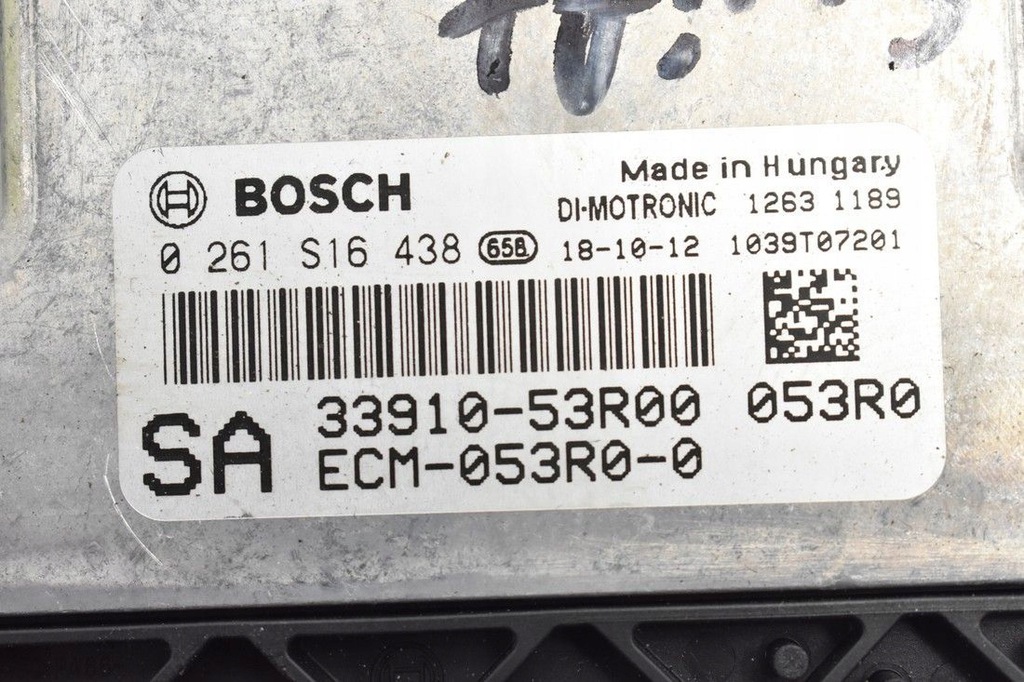 Made in Hungary
BOSCH
DI-MOTRONIC 1263 1189
0 261 S16 438 658 18-10-12 1039T07201
33910-53R00 053R0
SA
ECM-053R0-0